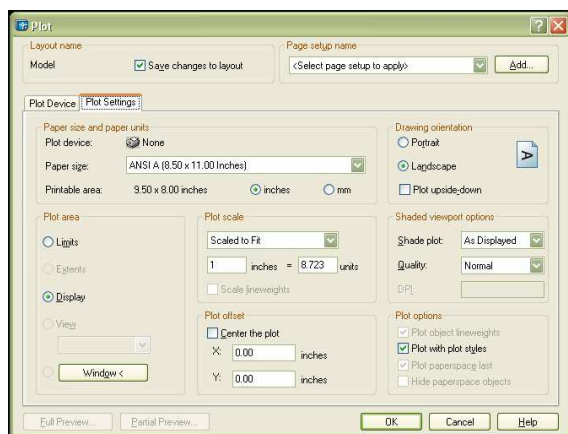 Plot
Layout name
Model
Save changes to layout
Page setup name
<Select page setup to apply>
Add...
Plot Device
Plot Settings
Paper size and paper units
Plot device: None
Paper size: ANSI A (8.50 x 11.00 Inches)
Printable area: 9.50 x 8.00 inches
inches
mm
Drawing orientation
Portrait
Landscape
A
Plot upside-down
Plot area
Limits
Extents
Display
View
Window <
Plot scale
Scaled to Fit
1 inches = 8.723 units
Scale lineweights
Plot offset
Center the plot
X: 0.00 inches
Y: 0.00 inches
Shaded viewport options
Shade plot: As Displayed
Quality: Normal
DPI:
Plot options
Plot object lineweights
Plot with plot styles
Plot paperspace last
Hide paperspace objects
Full Preview...
Partial Preview...
OK
Cancel
Help